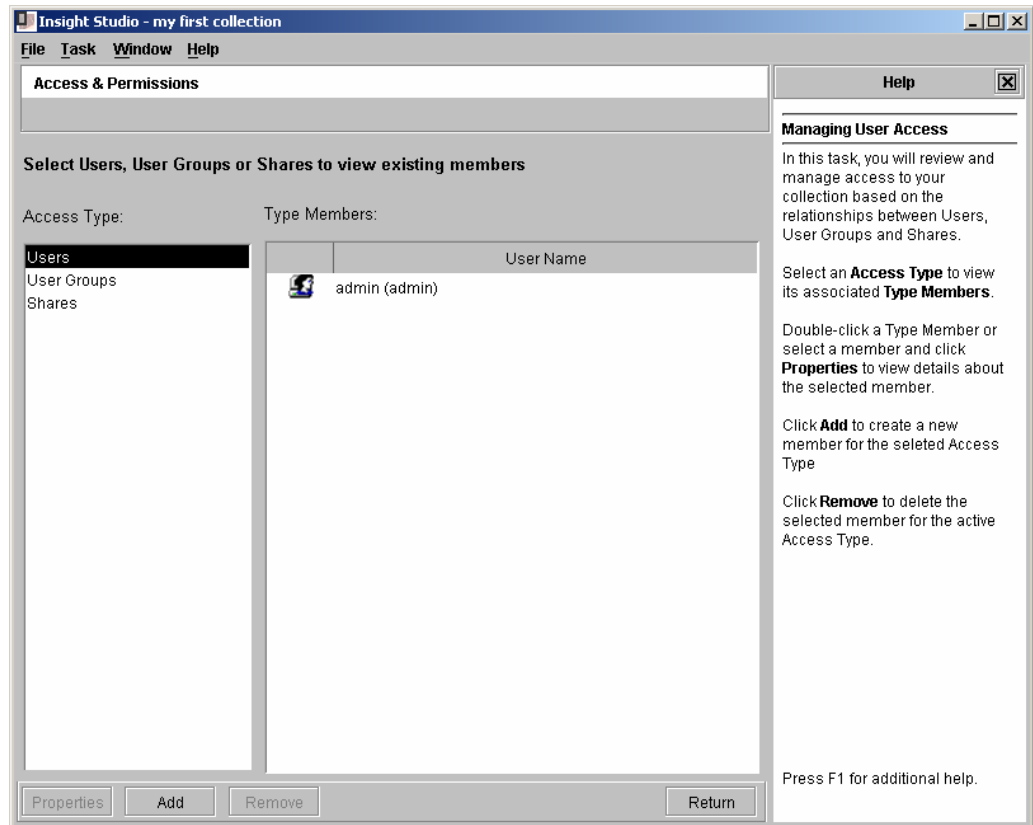 Insight Studio - my first collection
File Task Window Help
Access & Permissions
Select Users, User Groups or Shares to view existing members
Access Type:
Users
User Groups
Shares
Type Members:
User Name
admin (admin)
Properties Add Remove Return
Help
Managing User Access
In this task, you will review and
manage access to your
collection based on the
relationships between Users,
User Groups and Shares.
Select an Access Type to view
its associated Type Members.
Double-click a Type Member or
select a member and click
Properties to view details about
the selected member.
Click Add to create a new
member for the seleted Access
Type
Click Remove to delete the
selected member for the active
Access Type.
Press F1 for additional help.